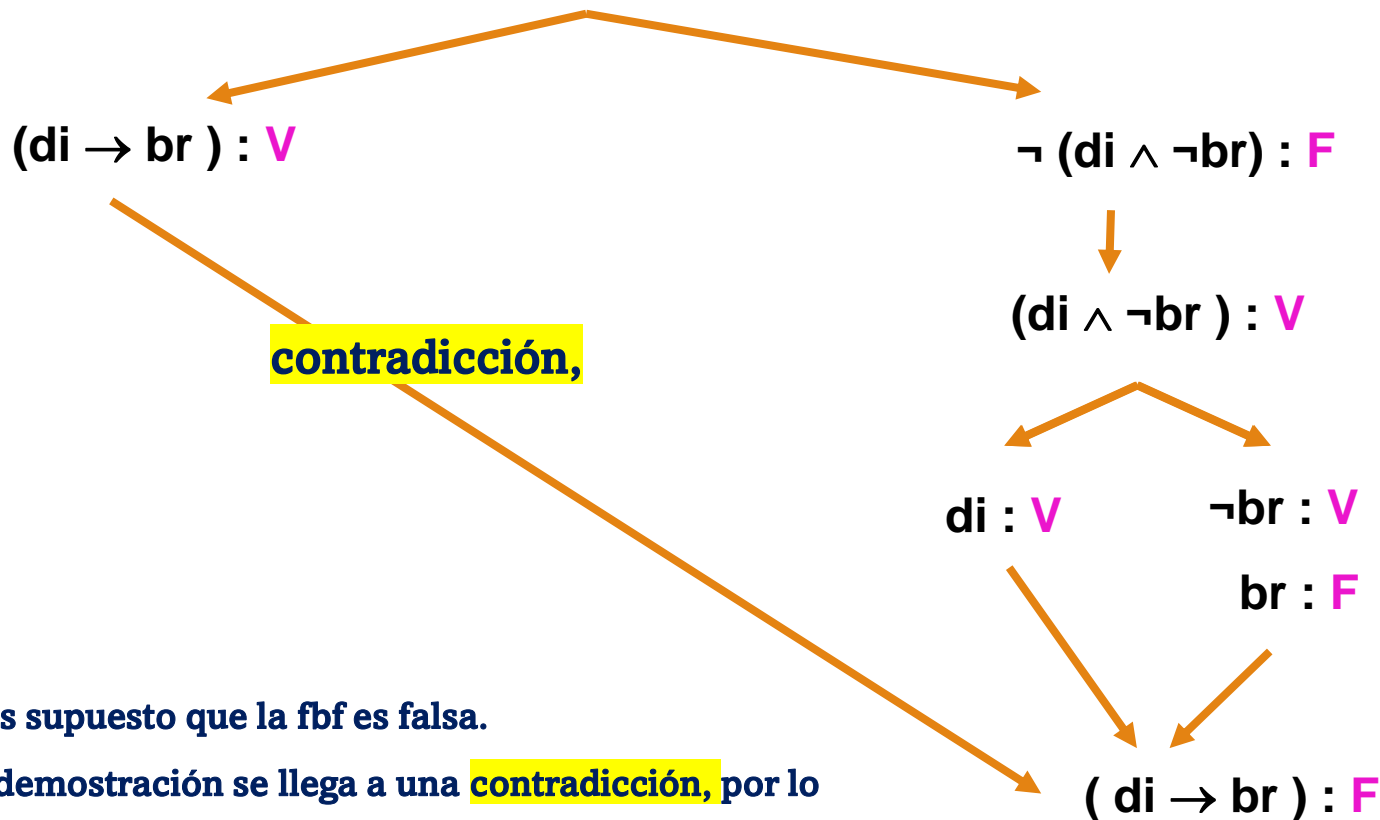 (di → br ) : V
¬ (di ∧ ¬br) : F
(di ∧ ¬br ) : V
contradicción,
di : V
¬br : V
br : F
s supuesto que la fbf es falsa.
demostración se llega a una contradicción, por lo
( di → br ) : F